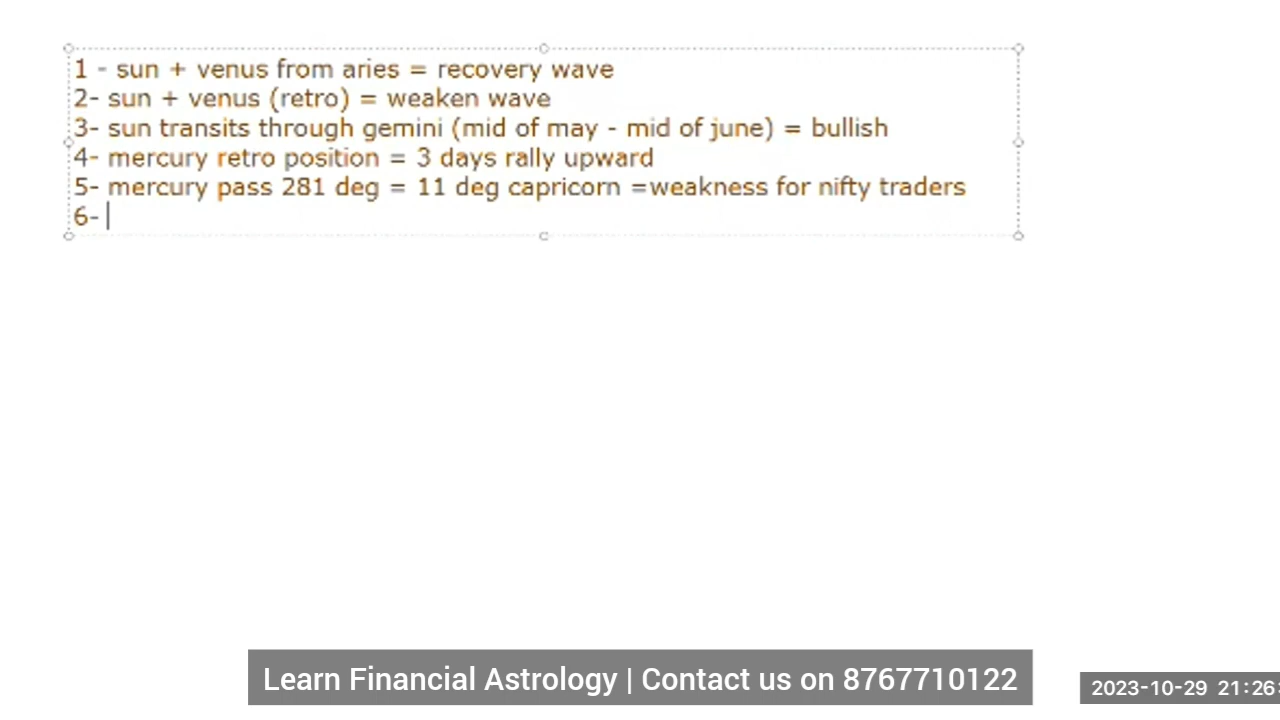 1 - sun + venus from aries = recovery wave
2- sun + venus (retro) = weaken wave
3- sun transits through gemini (mid of may - mid of june) = bullish
4- mercury retro position = 3 days rally upward
5- mercury pass 281 deg = 11 deg capricorn =weakness for nifty traders
6-
Learn Financial Astrology | Contact us on 8767710122
2023-10-29 21:26: